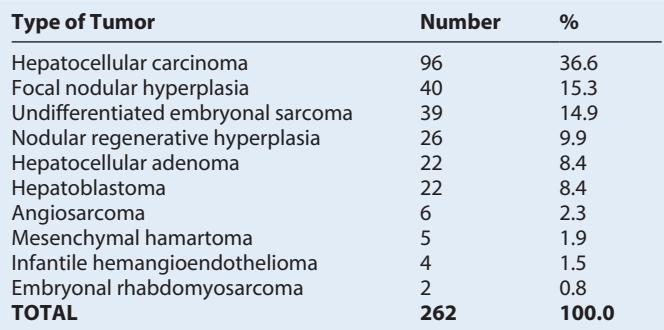 Type of Tumor Number %
Hepatocellular carcinoma 96 36.6
Focal nodular hyperplasia 40 15.3
Undifferentiated embryonal sarcoma 39 14.9
Nodular regenerative hyperplasia 26 9.9
Hepatocellular adenoma 22 8.4
Hepatoblastoma 22 8.4
Angiosarcoma 6 2.3
Mesenchymal hamartoma 5 1.9
Infantile hemangioendothelioma 4 1.5
Embryonal rhabdomyosarcoma 2 0.8
TOTAL 262 100.0